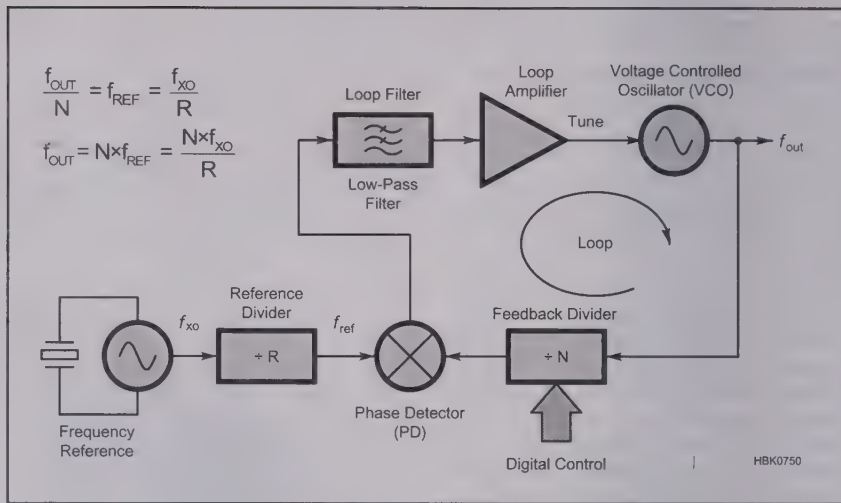 f_OUT / N = f_REF = f_XO / R
f_OUT = N×f_REF = N×f_XO / R
Loop Filter
Low-Pass
Filter
Loop
Amplifier
Tune
Voltage Controlled
Oscillator (VCO)
f_out
Loop
Frequency
Reference
f_xo
Reference
Divider
÷ R
f_ref
Phase Detector
(PD)
Feedback Divider
÷ N
Digital Control
HBK0750